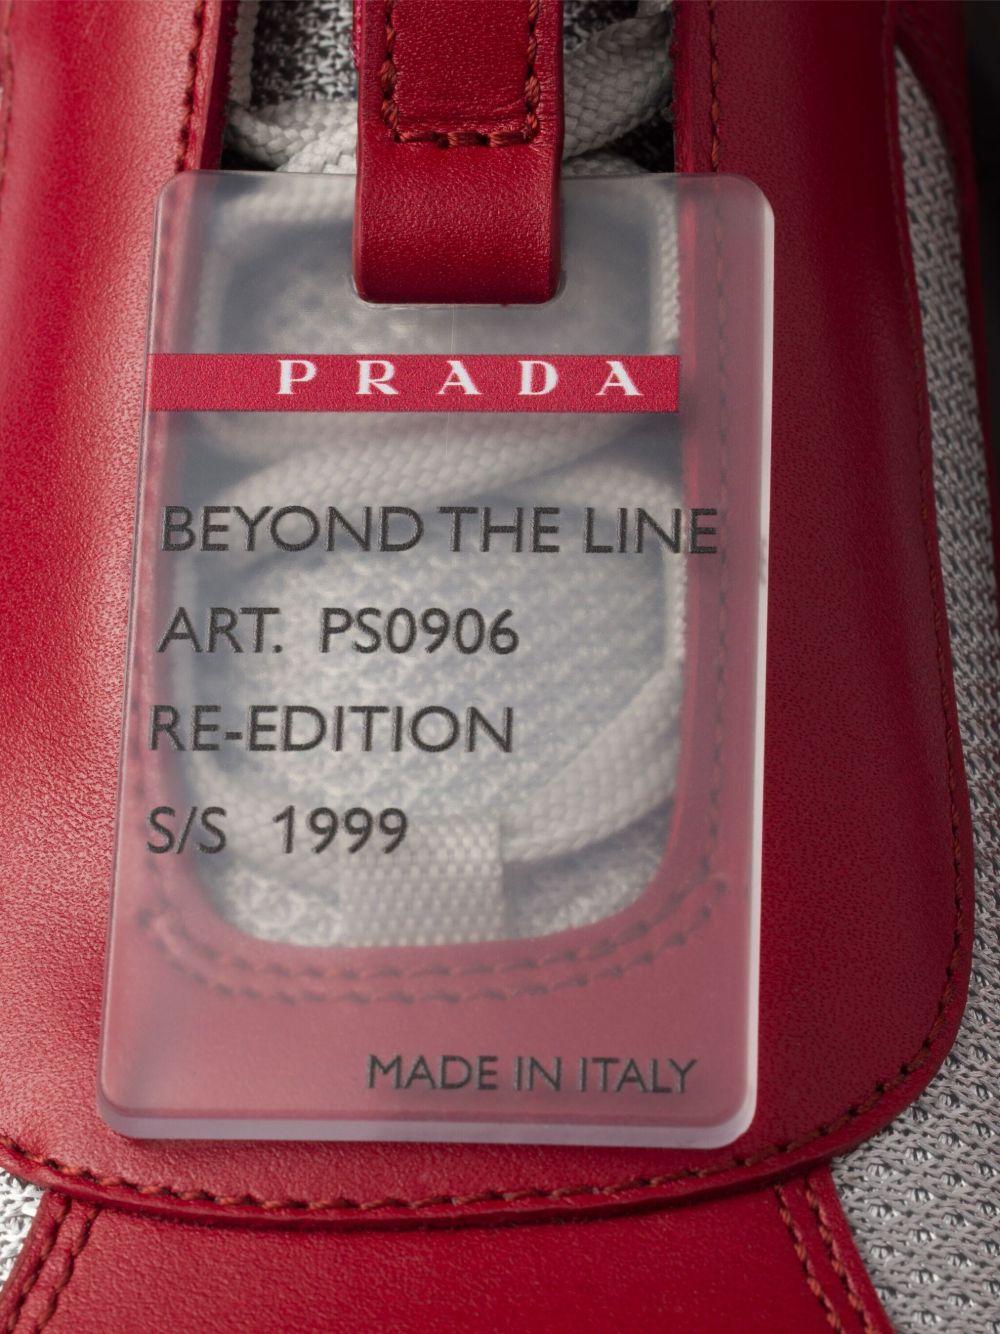 PRADA
BEYOND THE LINE
ART. PS0906
RE-EDITION
S/S 1999
MADE IN ITALY